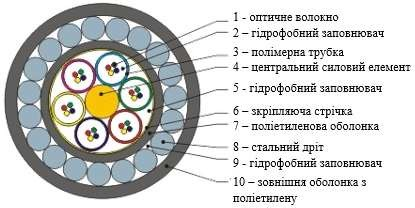 1 - оптичне волокно
2 – гідрофобний заповнювач
3 – полімерна трубка
4 – центральний силовий елемент
5 - гідрофобний заповнювач
6 – зкріпляюча стрічка
7 – поліетиленова оболонка
8 – стальний дріт
9 - гідрофобний заповнювач
10 – зовнішня оболонка з
поліетилену